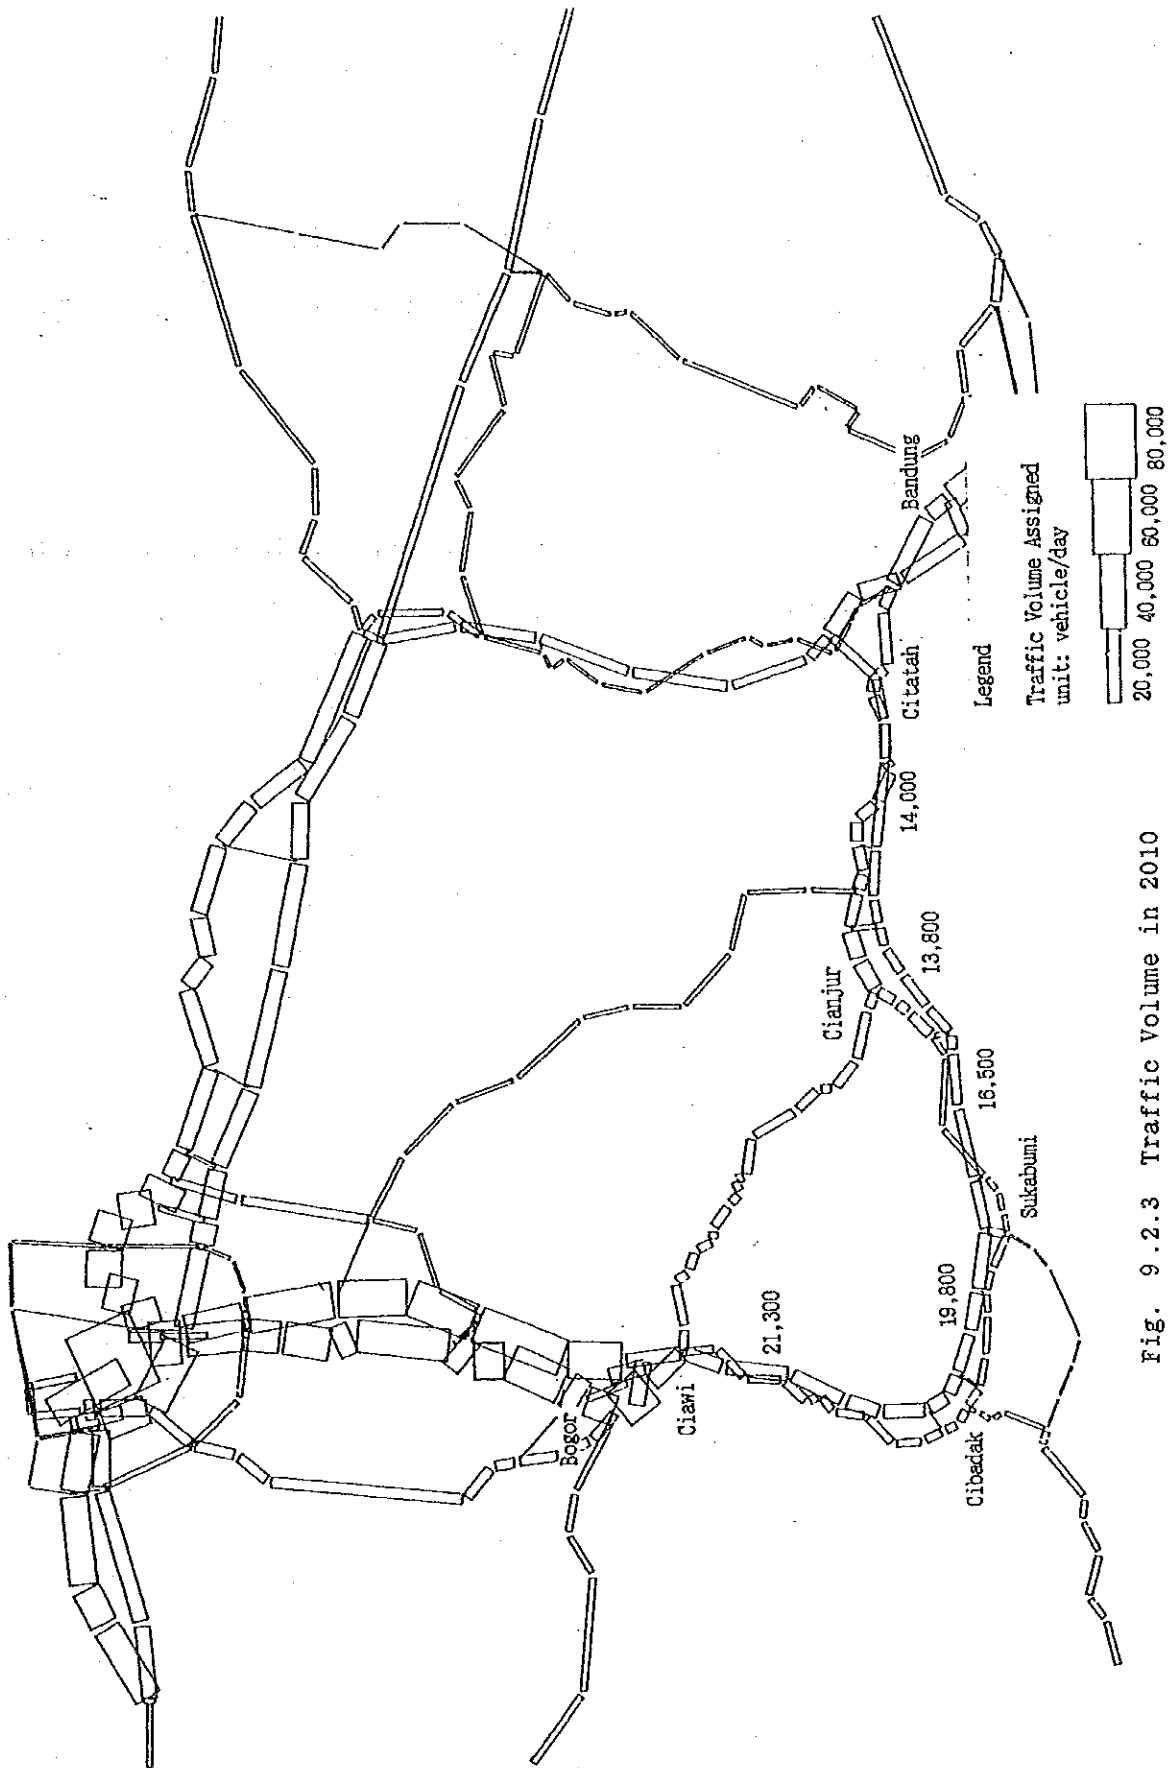 Bogor
Ciawi
21,300
Cibadak
19,800
Sukabumi
16,500
Cianjur
13,800
14,000
Citatah
Bandung
Legend
Traffic Volume Assigned
unit: vehicle/day
20,000 40,000 60,000 80,000
Fig. 9.2.3 Traffic Volume in 2010